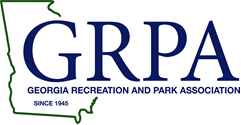 GRPA
GEORGIA RECREATION AND PARK ASSOCIATION
SINCE 1945